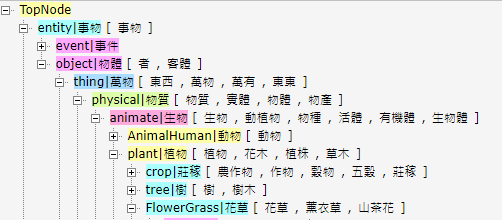 TopNode
entity|事物 [ 事物 ]
event|事件
object|物體 [ 者 , 客體 ]
thing|萬物 [ 東西 , 萬物 , 萬有 , 東東 ]
physical|物質 [ 物質 , 實體 , 物體 , 物產 ]
animate|生物 [ 生物 , 動植物 , 物種 , 活體 , 有機體 , 生物體 ]
AnimalHuman|動物 [ 動物 ]
plant|植物 [ 植物 , 花木 , 植株 , 草木 ]
crop|莊稼 [ 農作物 , 作物 , 穀物 , 五穀 , 莊稼 ]
tree|樹 [ 樹 , 樹木 ]
FlowerGrass|花草 [ 花草 , 薰衣草 , 山茶花 ]